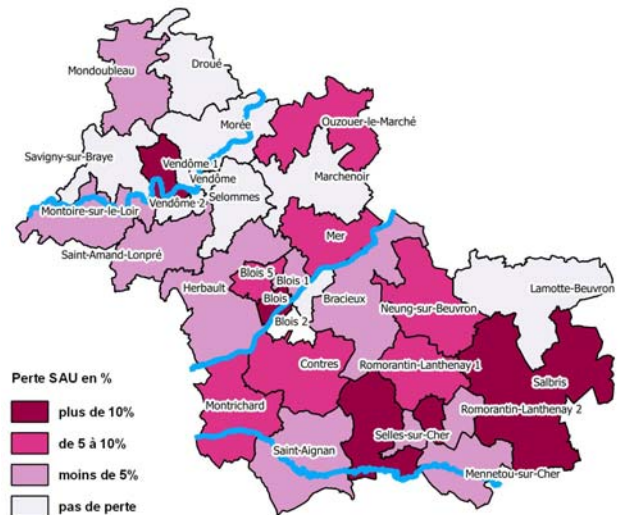 Mondoubleau
Droué
Ouzouer-le-Marché
Morée
Savigny-sur-Braye
Vendôme 1
Marchenoir
Vendôme
Selommes
Vendôme 2
Montoire-sur-le-Loir
Mer
Saint-Amand-Lonpré
Blois 5
Blois 1
Herbault
Lamotte-Beuvron
Blois
Bracieux
Neung-sur-Beuvron
Blois 2
Contres
Romorantin-Lanthenay 1
Perte SAU en %
Salbris
Montrichard
plus de 10%
Romorantin-Lanthenay 2
Selles-sur-Cher
de 5 à 10%
Saint-Aignan
Mennetou-sur-Cher
moins de 5%
pas de perte